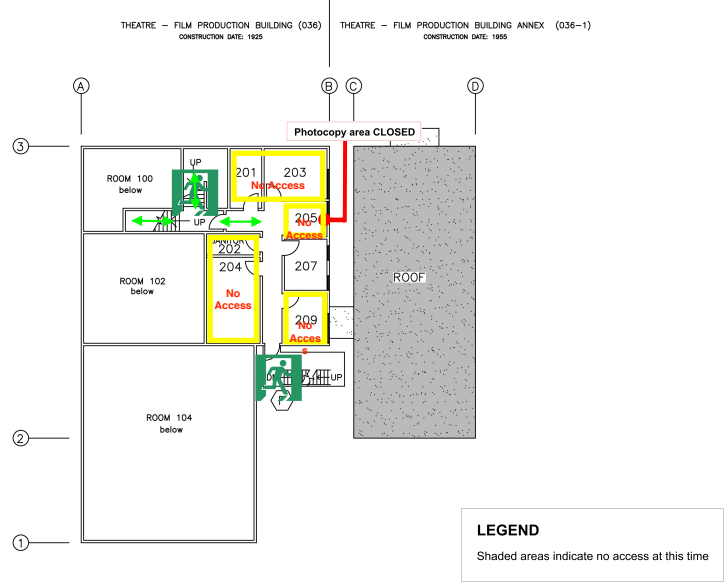 THEATRE – FILM PRODUCTION BUILDING (036)
CONSTRUCTION DATE: 1925
THEATRE – FILM PRODUCTION BUILDING ANNEX (036-1)
CONSTRUCTION DATE: 1955
A
B
C
D
Photocopy area CLOSED
3
UP
201
203
No Access
ROOM 100
below
UP
205
No
Access
202
204
No
Access
207
ROOM 102
below
ROOF
209
No
Acces
s
UP
ROOM 104
below
2
1
LEGEND
Shaded areas indicate no access at this time